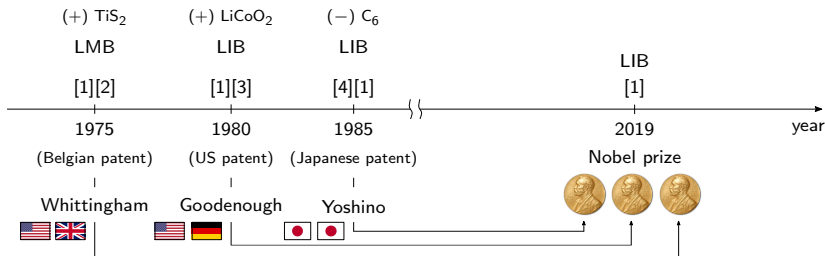 (+) TiS₂ (+) LiCoO₂ (−) C₆
LMB LIB LIB LIB
[1][2] [1][3] [4][1] [1]
1975 1980 1985 2019 year
(Belgian patent) (US patent) (Japanese patent) Nobel prize
Whittingham Goodenough Yoshino